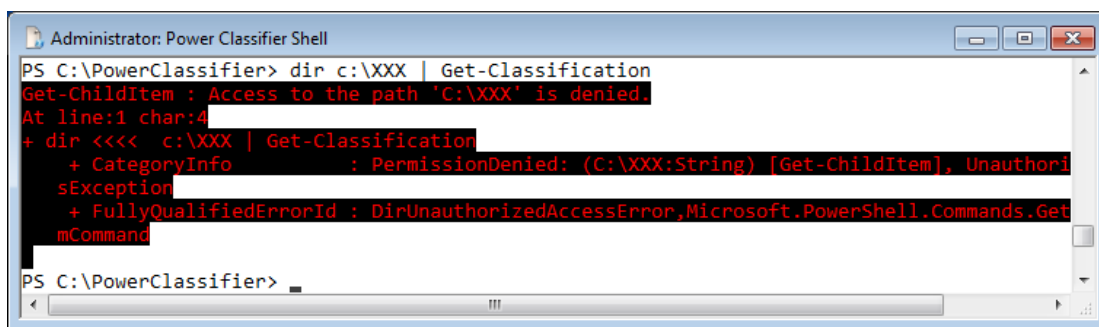 Administrator: Power Classifier Shell
PS C:\PowerClassifier> dir c:\XXX | Get-Classification
Get-ChildItem : Access to the path 'C:\XXX' is denied.
At line:1 char:4
+ dir <<<<  c:\XXX | Get-Classification
    + CategoryInfo          : PermissionDenied: (C:\XXX:String) [Get-ChildItem], Unauthori
   sException
    + FullyQualifiedErrorId : DirUnauthorizedAccessError,Microsoft.PowerShell.Commands.Get
   mCommand
PS C:\PowerClassifier> _